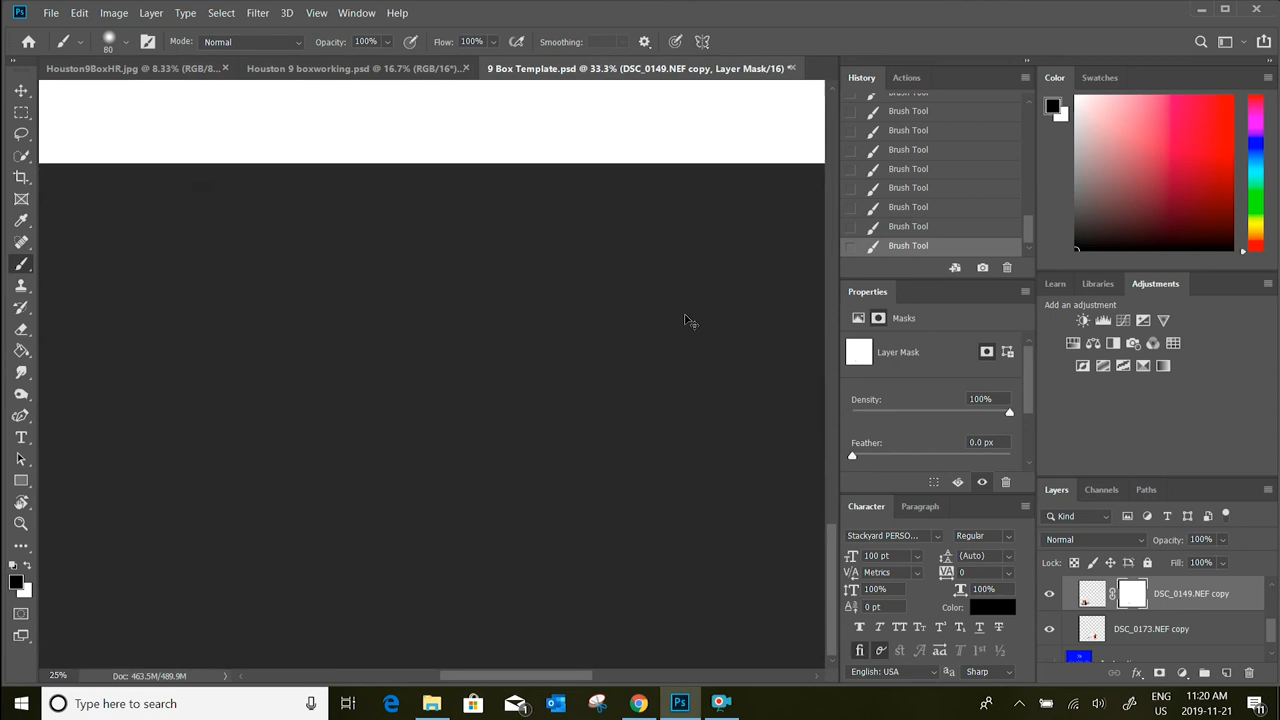 Ps File Edit Image Layer Type Select Filter 3D View Window Help
80 Mode: Normal Opacity: 100% Flow: 100% Smoothing:
Houston9BoxHR.jpg @ 8.33% (RGB/8... × Houston 9 boxworking.psd @ 16.7% (RGB/16*)... × 9 Box Template.psd @ 33.3% (DSC_0149.NEF copy, Layer Mask/16) * ×
History Actions
Brush Tool
Brush Tool
Brush Tool
Brush Tool
Brush Tool
Brush Tool
Brush Tool
Brush Tool
Brush Tool
Properties
Masks
Layer Mask
Density: 100%
Feather: 0.0 px
Character Paragraph
Stackyard PERSO... Regular
100 pt (Auto)
Metrics 0
100% 100%
0 pt Color:
English: USA Sharp
Color Swatches
Learn Libraries Adjustments
Add an adjustment
Layers Channels Paths
Kind
Normal Opacity: 100%
Lock: Fill: 100%
DSC_0149.NEF copy
DSC_0173.NEF copy
25% Doc: 463.5M/489.9M
Type here to search
ENG
US
11:20 AM
2019-11-21